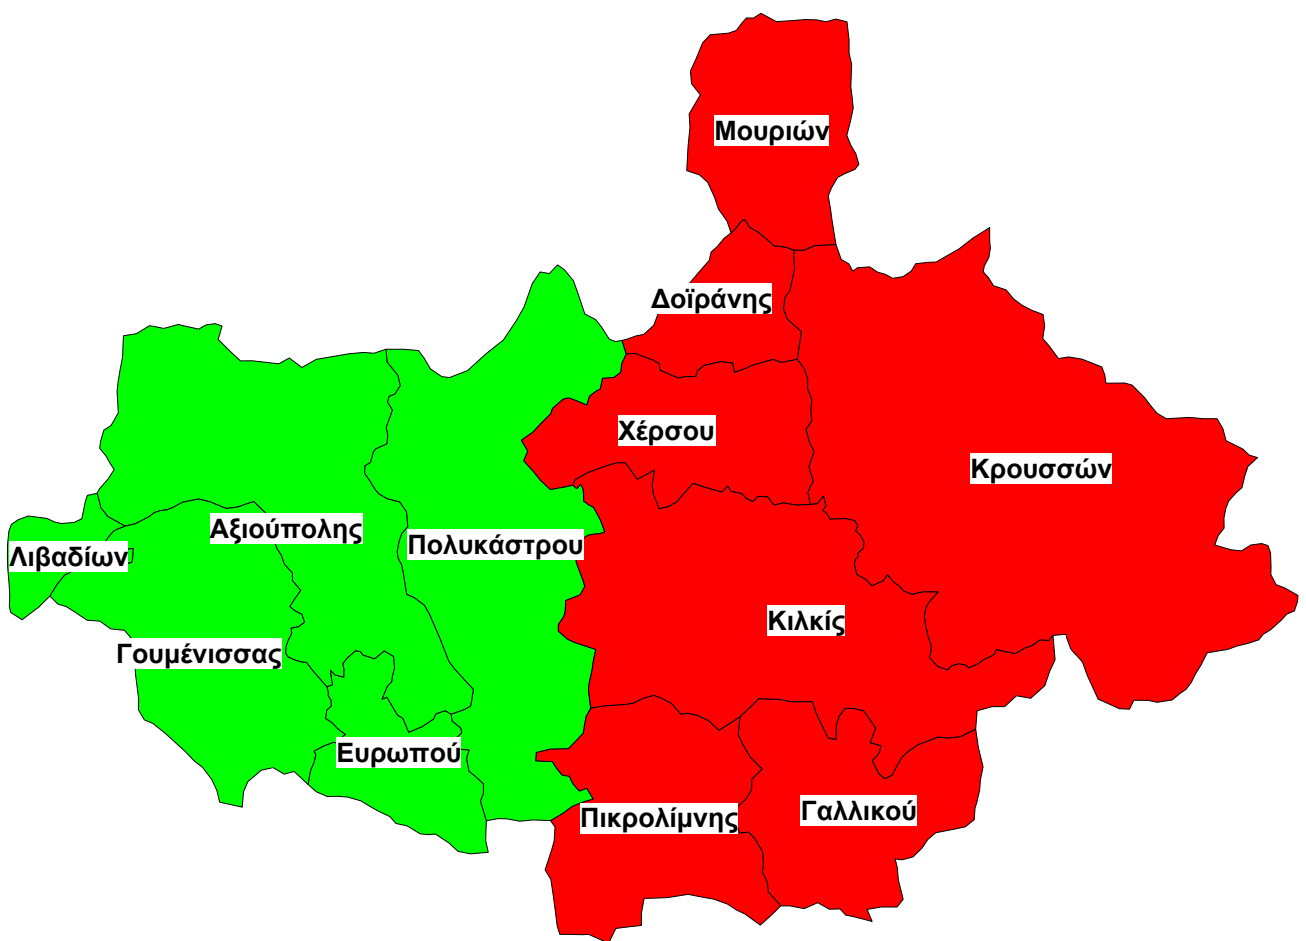 Μουριών
Δοϊράνης
Χέρσου
Κρουσσών
Αξιούπολης
Πολυκάστρου
Λιβαδίων
Κιλκίς
Γουμένισσας
Ευρωπού
Πικρολίμνης
Γαλλικού